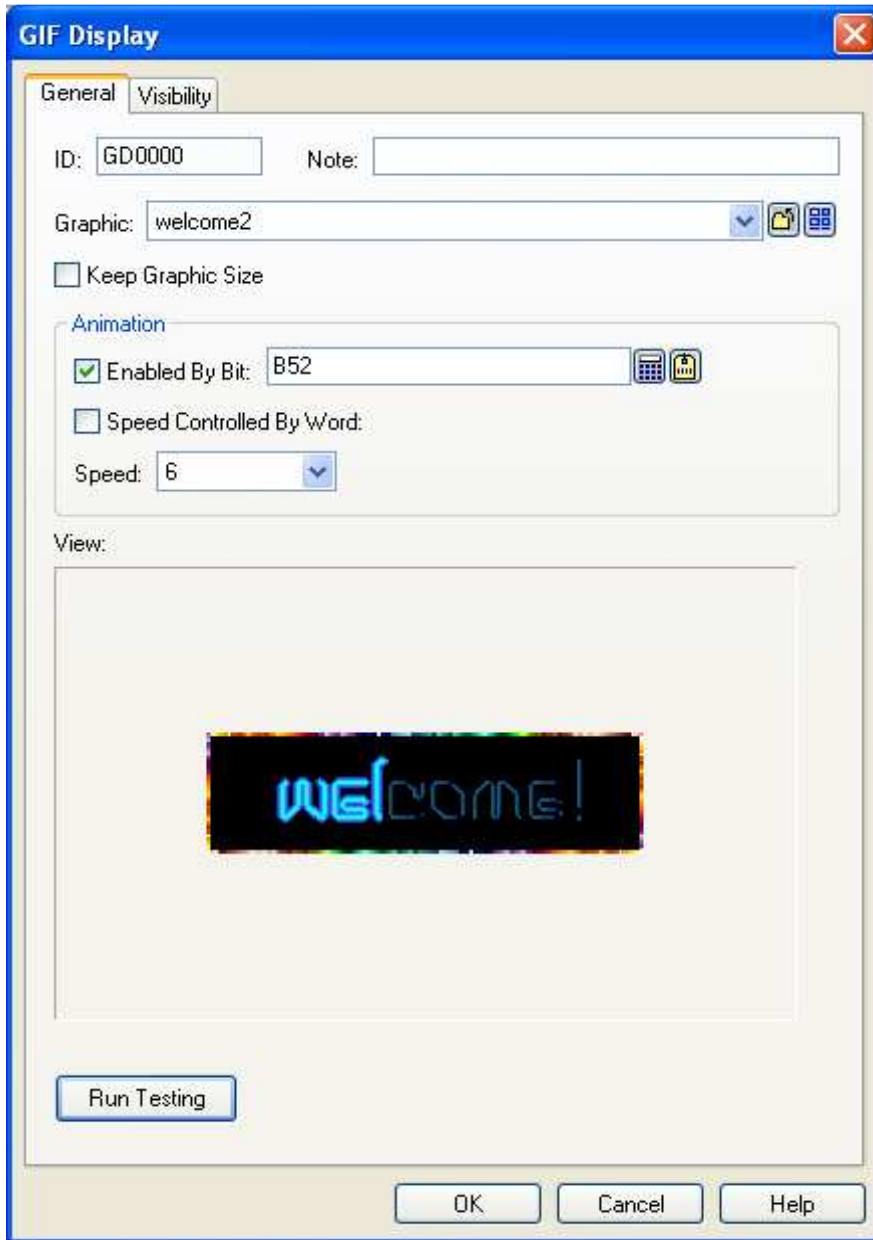 GIF Display
General Visibility
ID: GD0000 Note:
Graphic: welcome2
Keep Graphic Size
Animation
Enabled By Bit: B52
Speed Controlled By Word:
Speed: 6
View:
welcome!
Run Testing
OK Cancel Help